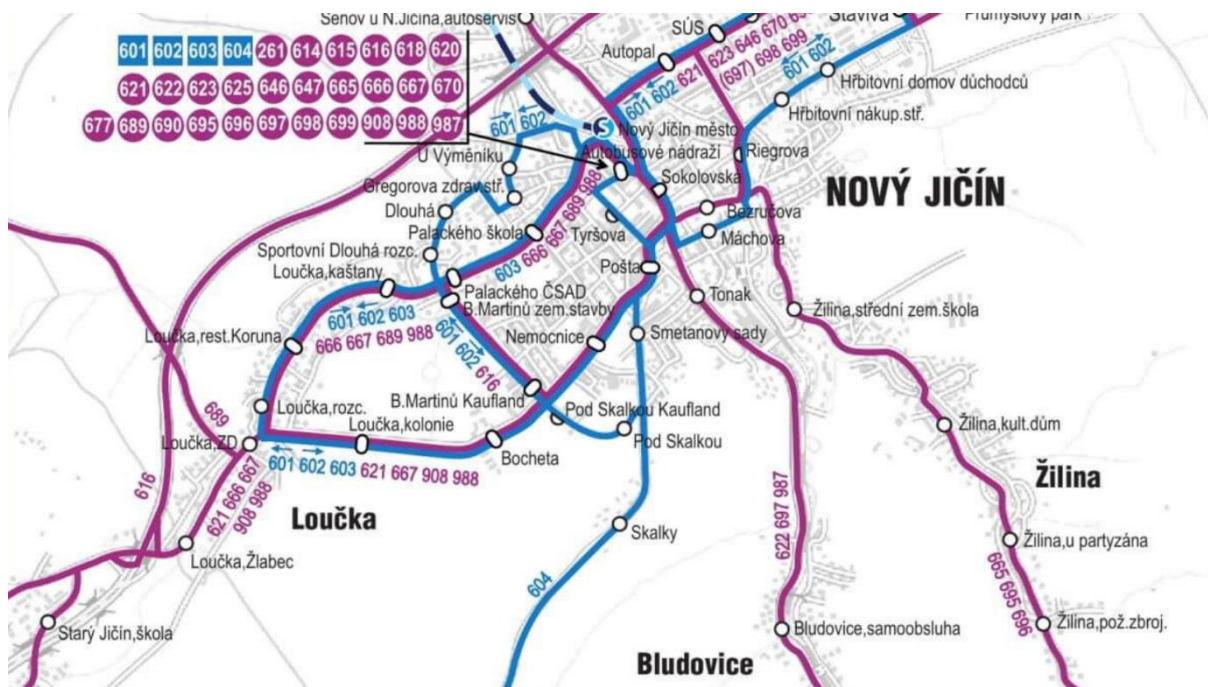 Šenov u N.Jičína,autoservis
SÚS
Staviva
Průmyslový park
601 602 603 604 261 614 615 616 618 620
621 622 623 625 646 647 665 666 667 670
677 689 690 695 696 697 698 699 908 988 987
Autopal
601 602 621 623 646 670
(697) 698 699
601 602
Hřbitovní domov důchodců
Hřbitovní nákup.stř.
601 602
Nový Jičín město
Autobusové nádraží
U Výměníku
Riegrova
Sokolovská
Gregorova zdrav.stř.
NOVÝ JIČÍN
Dlouhá
Bezručova
Palackého škola
Tyršova
Máchova
603 666 667 689 988
Sportovní Dlouhá rozc.
Loučka,kaštany
Pošta
Palackého ČSAD
B.Martinů zem.stavby
Tonak
Žilina,střední zem.škola
601 602 603
666 667 689 988
Loučka,rest.Koruna
Nemocnice
Smetanovy sady
601 602 616
B.Martinů Kaufland
Loučka,rozc.
Pod Skalkou Kaufland
689
Loučka,kolonie
Pod Skalkou
Žilina,kult.dům
Loučka,ZD
Bocheta
601 602 603 621 667 908 988
Žilina
616
621 666 667
908 988
Loučka
622 697 987
Skalky
Žilina,u partyzána
Loučka,Žlabec
604
665 695 696
Starý Jičín,škola
Bludovice,samoobsluha
Žilina,pož.zbroj.
Bludovice